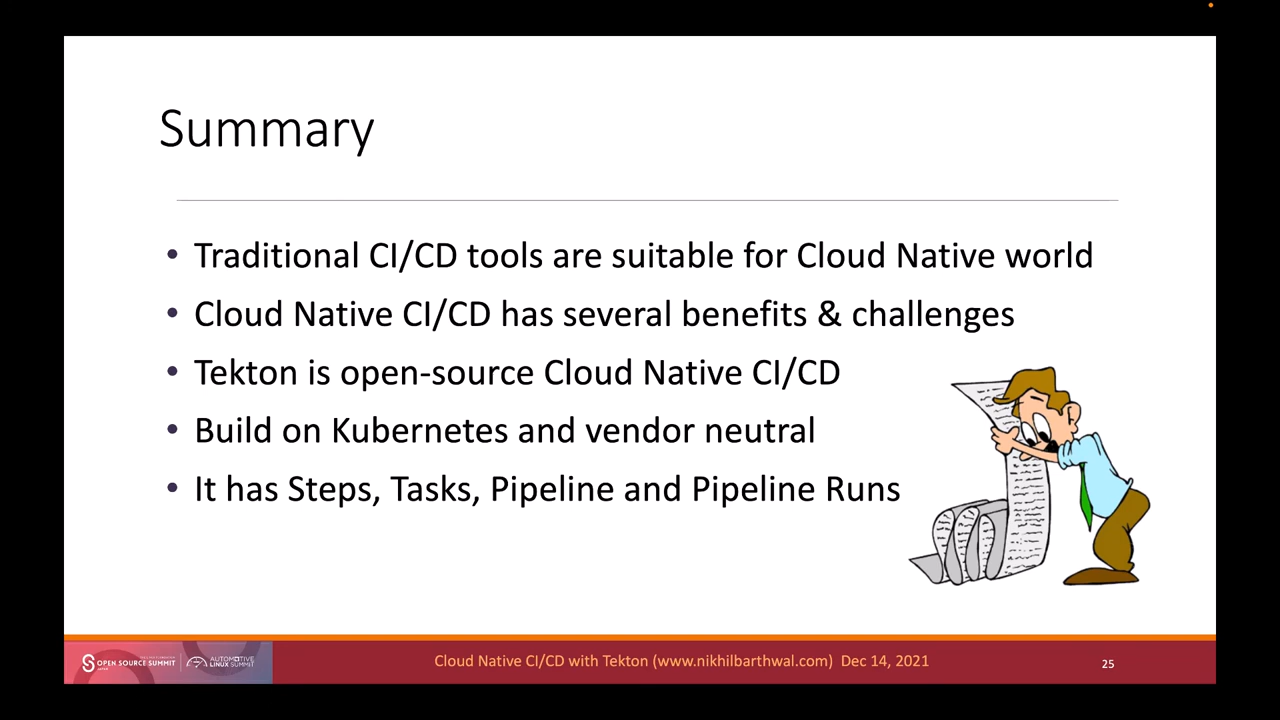 Summary
• Traditional CI/CD tools are suitable for Cloud Native world
• Cloud Native CI/CD has several benefits & challenges
• Tekton is open-source Cloud Native CI/CD
• Build on Kubernetes and vendor neutral
• It has Steps, Tasks, Pipeline and Pipeline Runs
OPEN SOURCE SUMMIT
AUTOMOTIVE
LINUX SUMMIT
Cloud Native CI/CD with Tekton (www.nikhilbarthwal.com) Dec 14, 2021
25